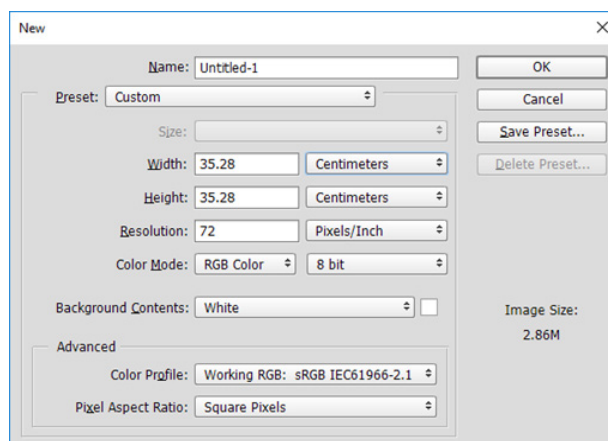 New
Name: Untitled-1
OK
Preset: Custom
Cancel
Size:
Save Preset...
Width: 35.28 Centimeters
Delete Preset...
Height: 35.28 Centimeters
Resolution: 72 Pixels/Inch
Color Mode: RGB Color 8 bit
Background Contents: White
Image Size:
2.86M
Advanced
Color Profile: Working RGB: sRGB IEC61966-2.1
Pixel Aspect Ratio: Square Pixels